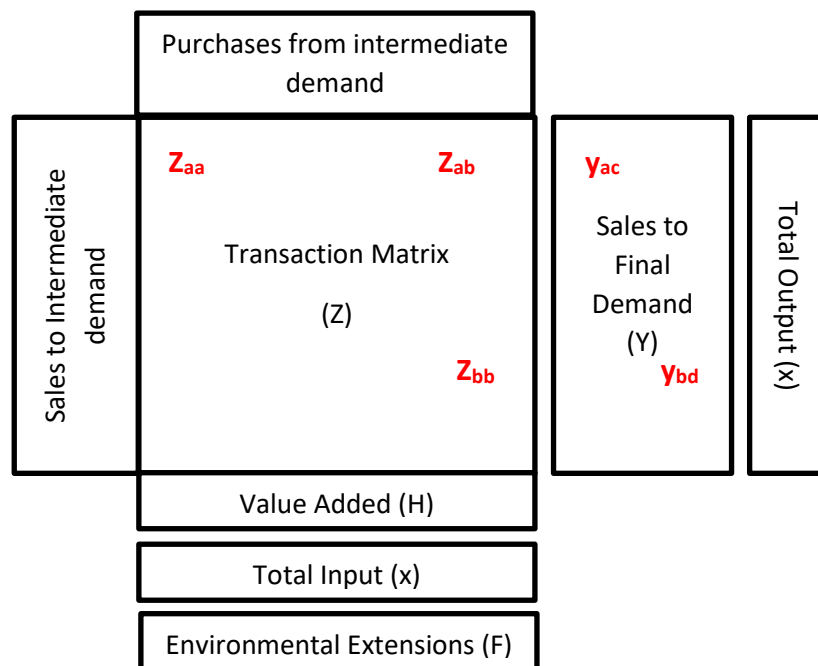 Purchases from intermediate
demand
Sales to Intermediate
demand
Zaa
Zab
Transaction Matrix
(Z)
Zbb
yac
Sales to
Final
Demand
(Y)
ybd
Total Output (x)
Value Added (H)
Total Input (x)
Environmental Extensions (F)